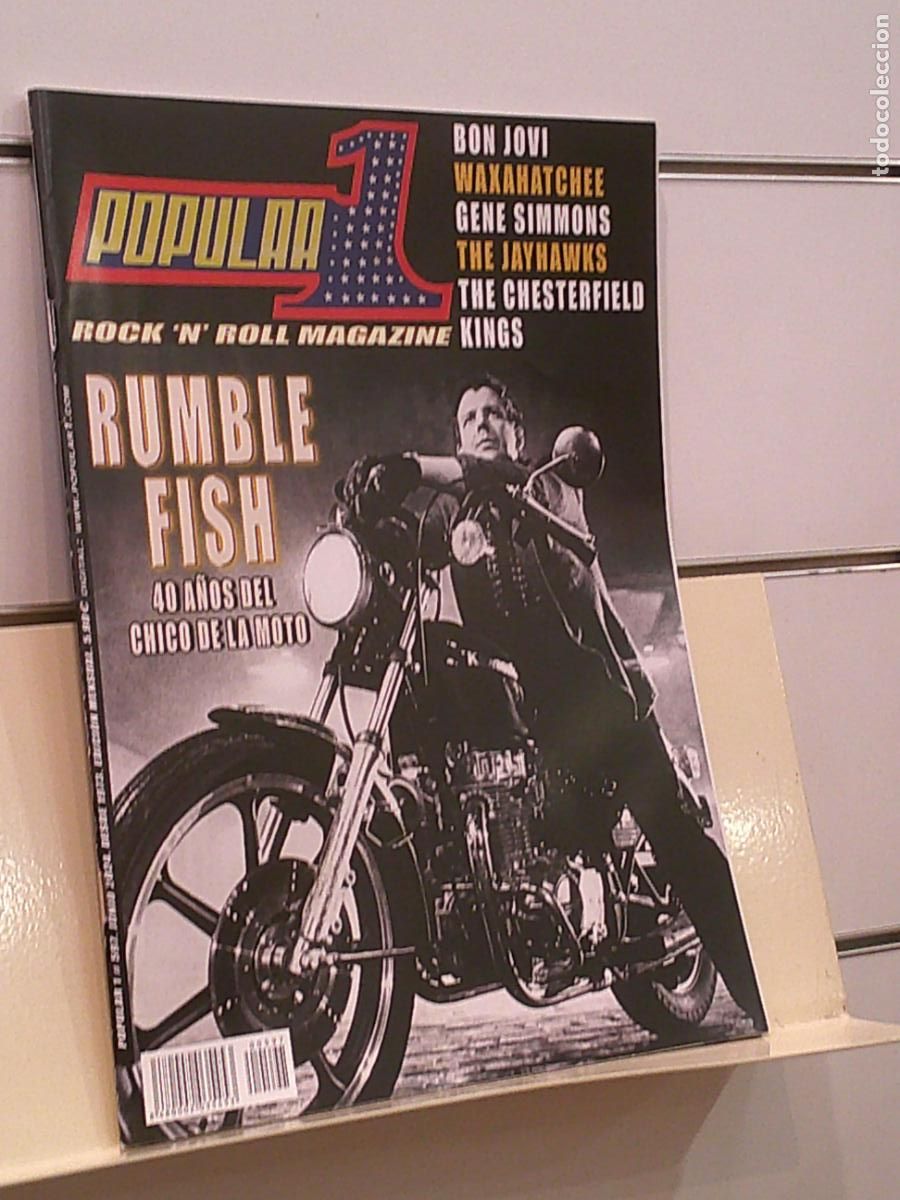 POPULAR 1
ROCK 'N' ROLL MAGAZINE
BON JOVI
WAXAHATCHEE
GENE SIMMONS
THE JAYHAWKS
THE CHESTERFIELD
KINGS
RUMBLE
FISH
40 AÑOS DEL
CHICO DE LA MOTO
todocoleccion